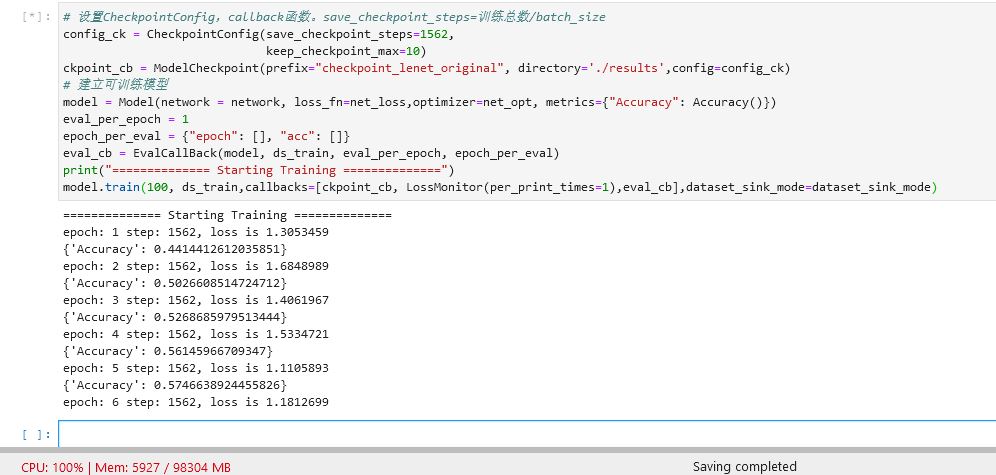 [*]:
# 设置CheckpointConfig，callback函数。save_checkpoint_steps=训练总数/batch_size
config_ck = CheckpointConfig(save_checkpoint_steps=1562,
keep_checkpoint_max=10)
ckpoint_cb = ModelCheckpoint(prefix="checkpoint_lenet_original", directory='./results',config=config_ck)
# 建立可训练模型
model = Model(network = network, loss_fn=net_loss,optimizer=net_opt, metrics={"Accuracy": Accuracy()})
eval_per_epoch = 1
epoch_per_eval = {"epoch": [], "acc": []}
eval_cb = EvalCallBack(model, ds_train, eval_per_epoch, epoch_per_eval)
print("============== Starting Training ==============")
model.train(100, ds_train,callbacks=[ckpoint_cb, LossMonitor(per_print_times=1),eval_cb],dataset_sink_mode=dataset_sink_mode)
============== Starting Training ==============
epoch: 1 step: 1562, loss is 1.3053459
{'Accuracy': 0.4414412612035851}
epoch: 2 step: 1562, loss is 1.6848989
{'Accuracy': 0.5026608514724712}
epoch: 3 step: 1562, loss is 1.4061967
{'Accuracy': 0.5268685979513444}
epoch: 4 step: 1562, loss is 1.5334721
{'Accuracy': 0.56145966709347}
epoch: 5 step: 1562, loss is 1.1105893
{'Accuracy': 0.5746638924455826}
epoch: 6 step: 1562, loss is 1.1812699
[ ]:
CPU: 100% | Mem: 5927 / 98304 MB
Saving completed